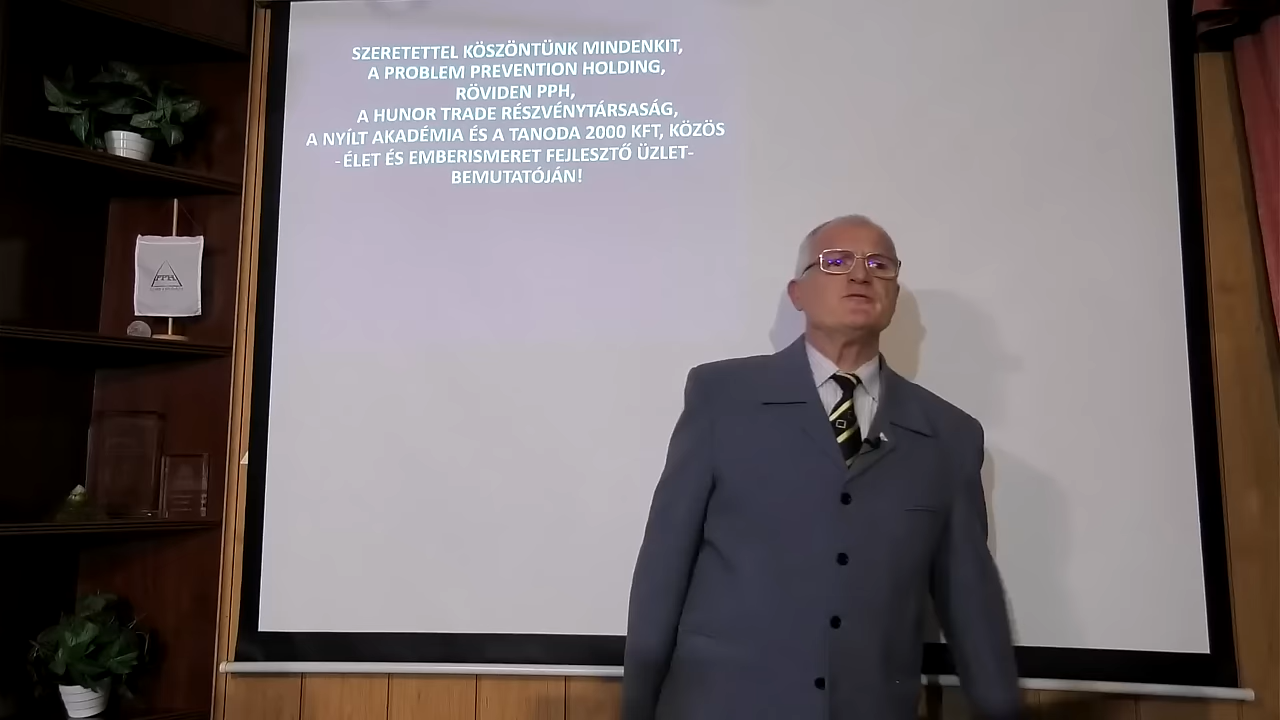 SZERETETTEL KÖSZÖNTÜNK MINDENKIT,
A PROBLEM PREVENTION HOLDING,
RÖVIDEN PPH,
A HUNOR TRADE RÉSZVÉNYTÁRSASÁG,
A NYÍLT AKADÉMIA ÉS A TANODA 2000 KFT, KÖZÖS
-ÉLET ÉS EMBERISMERET FEJLESZTŐ ÜZLET-
BEMUTATÓJÁN!
PPH